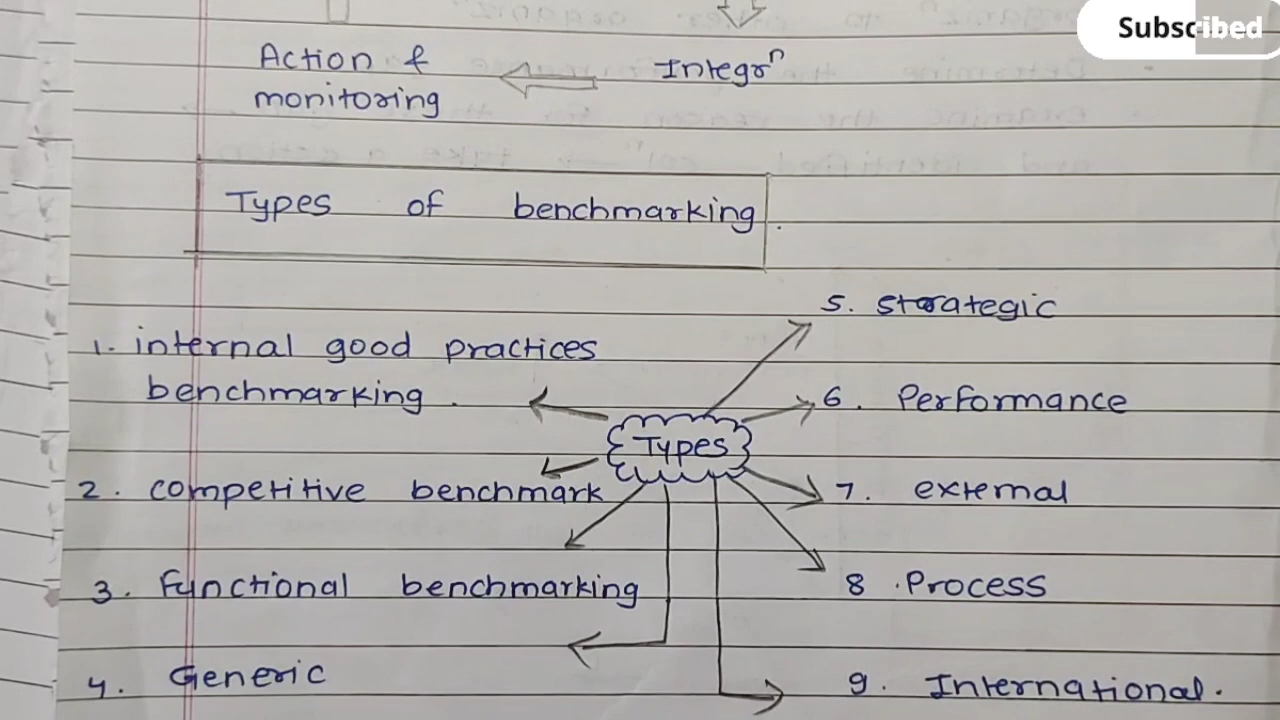 Subscribed
Action & Integrⁿ
monitoring
Types of benchmarking.
5. strategic
1. internal good practices
benchmarking.
6. Performance
Types
2. competitive benchmark
7. external
3. Functional benchmarking
8. Process
4. Generic
9. International.